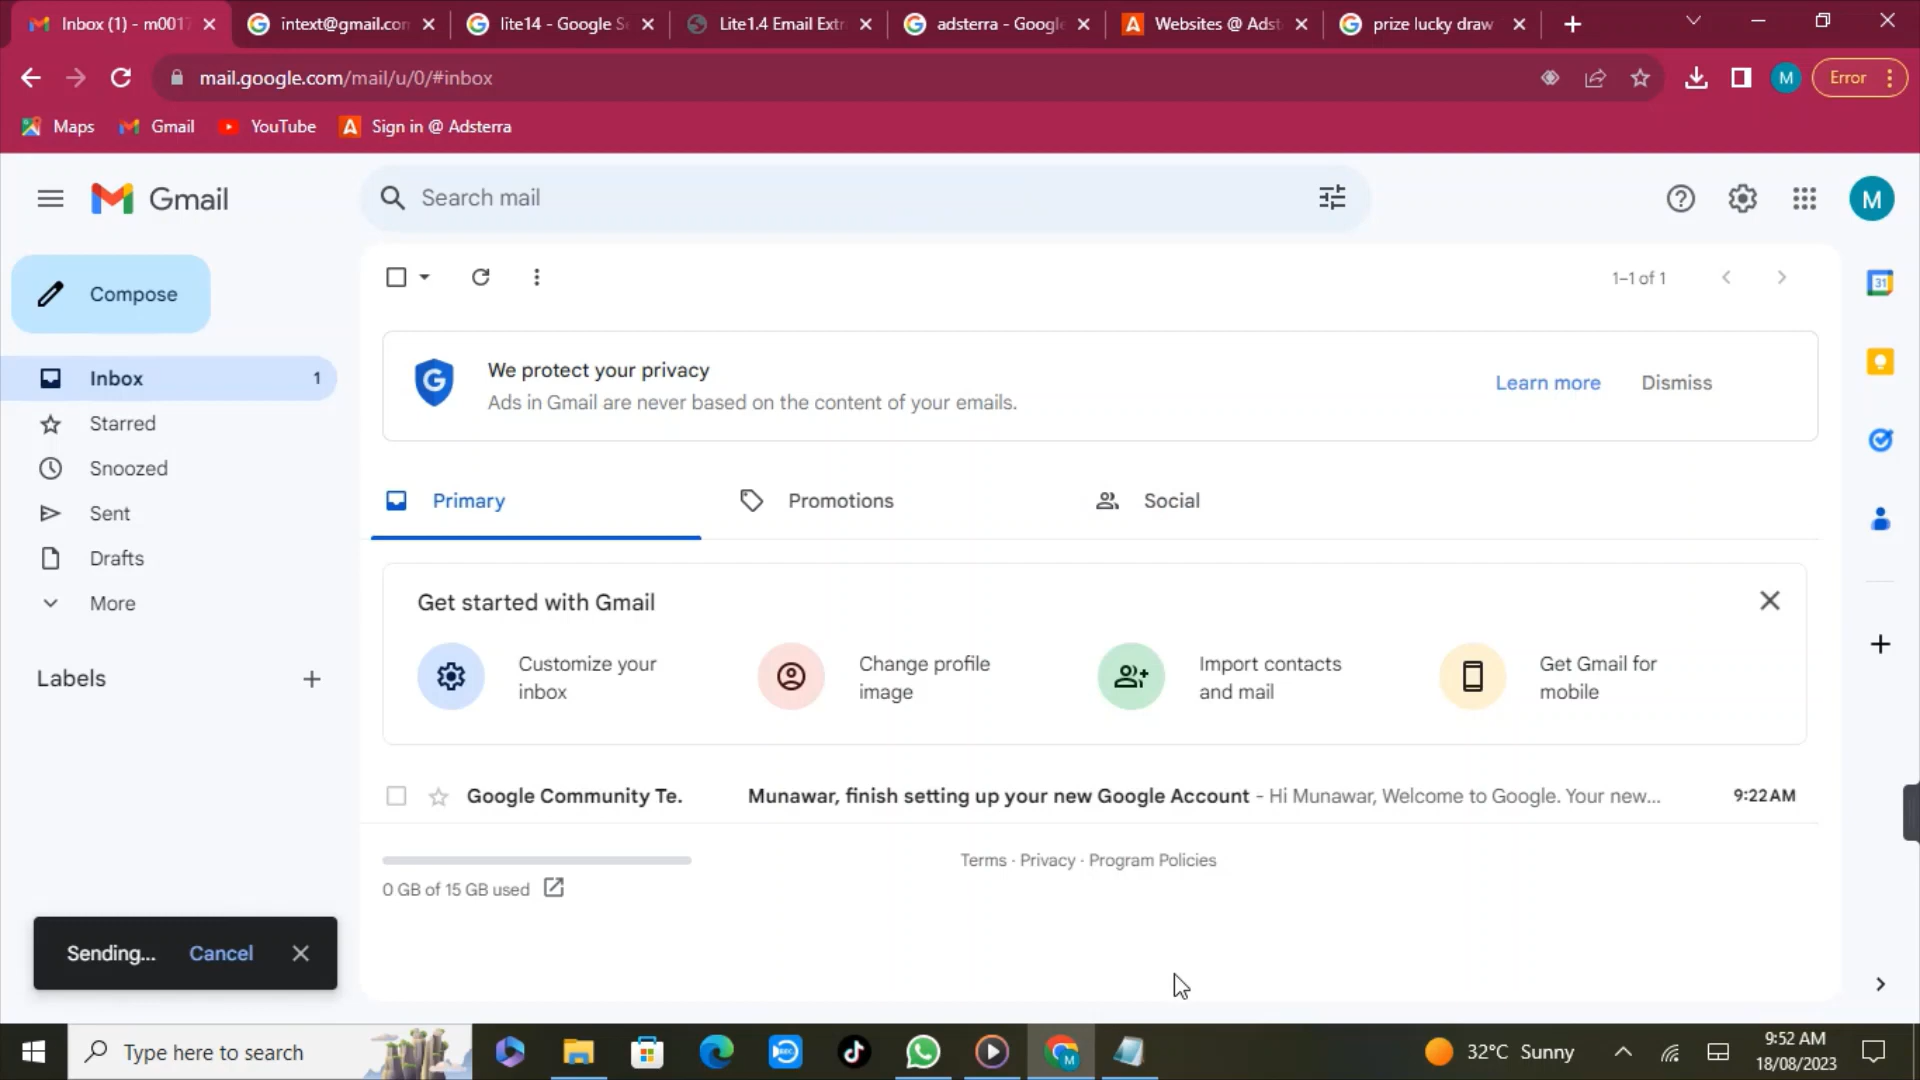 Inbox (1) - m0017
intext@gmail.com
lite14 - Google Se
Lite1.4 Email Extr
adsterra - Google
Websites @ Adst
prize lucky draw
mail.google.com/mail/u/0/#inbox
M
Error
Maps
Gmail
YouTube
Sign in @ Adsterra
Gmail
Search mail
M
Compose
1–1 of 1
31
We protect your privacy
Ads in Gmail are never based on the content of your emails.
Learn more
Dismiss
Inbox
1
Starred
Snoozed
Sent
Drafts
More
Labels
Primary
Promotions
Social
Get started with Gmail
Customize your
inbox
Change profile
image
Import contacts
and mail
Get Gmail for
mobile
Google Community Te.
Munawar, finish setting up your new Google Account - Hi Munawar, Welcome to Google. Your new...
9:22 AM
Terms · Privacy · Program Policies
0 GB of 15 GB used
Sending...
Cancel
Type here to search
REC
M
32°C Sunny
9:52 AM
18/08/2023